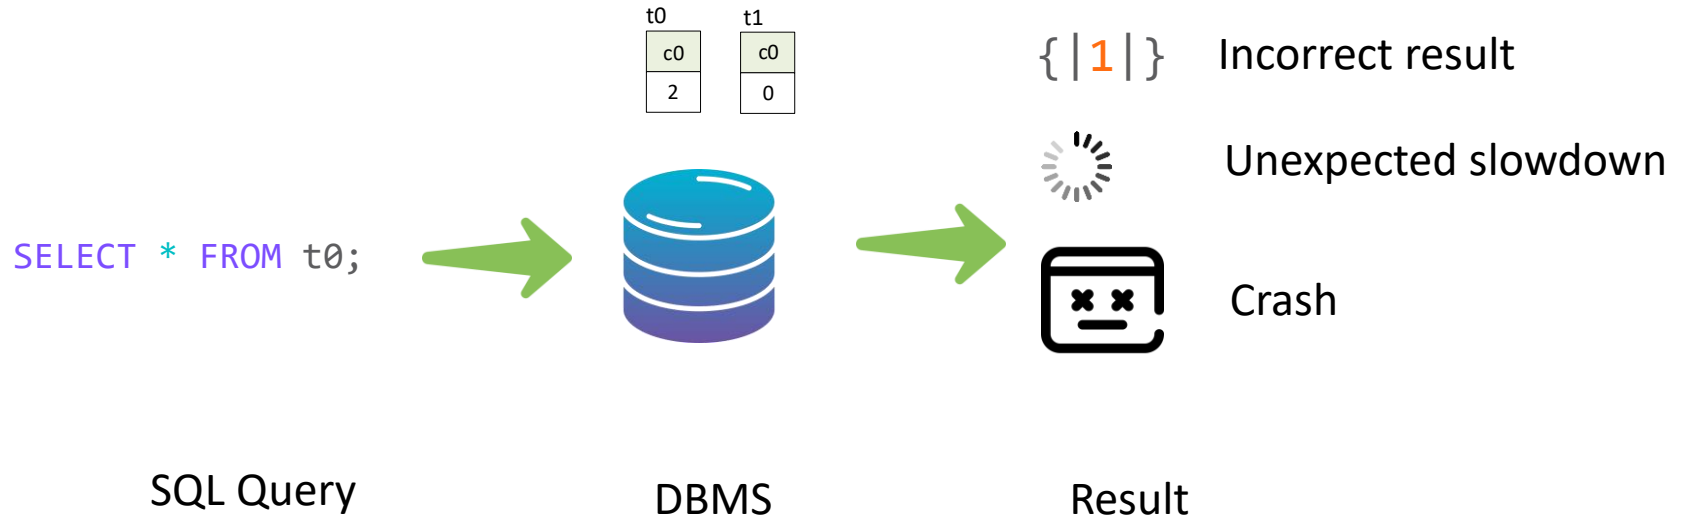 t0
t1
c0
c0
2
0
{|1|}
Incorrect result
Unexpected slowdown
SELECT * FROM t0;
Crash
SQL Query
DBMS
Result